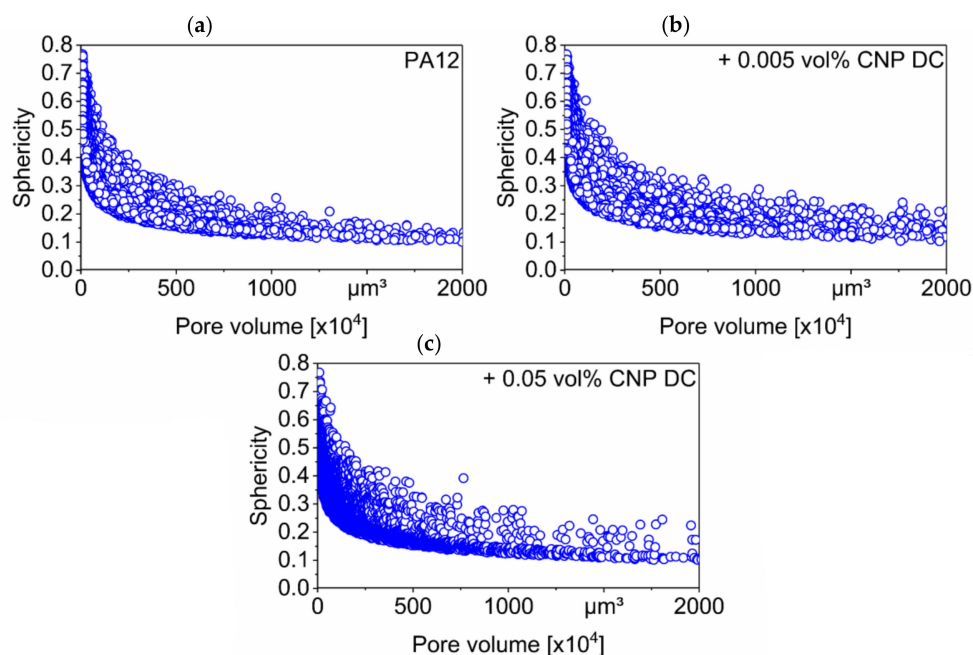 (a)
0.8
0.7
0.6
0.5
0.4
0.3
0.2
0.1
0.0
Sphericity
PA12
0 500 1000 µm³ 2000
Pore volume [x10⁴]
(b)
0.8
0.7
0.6
0.5
0.4
0.3
0.2
0.1
0.0
Sphericity
+ 0.005 vol% CNP DC
0 500 1000 µm³ 2000
Pore volume [x10⁴]
(c)
0.8
0.7
0.6
0.5
0.4
0.3
0.2
0.1
0.0
Sphericity
+ 0.05 vol% CNP DC
0 500 1000 µm³ 2000
Pore volume [x10⁴]